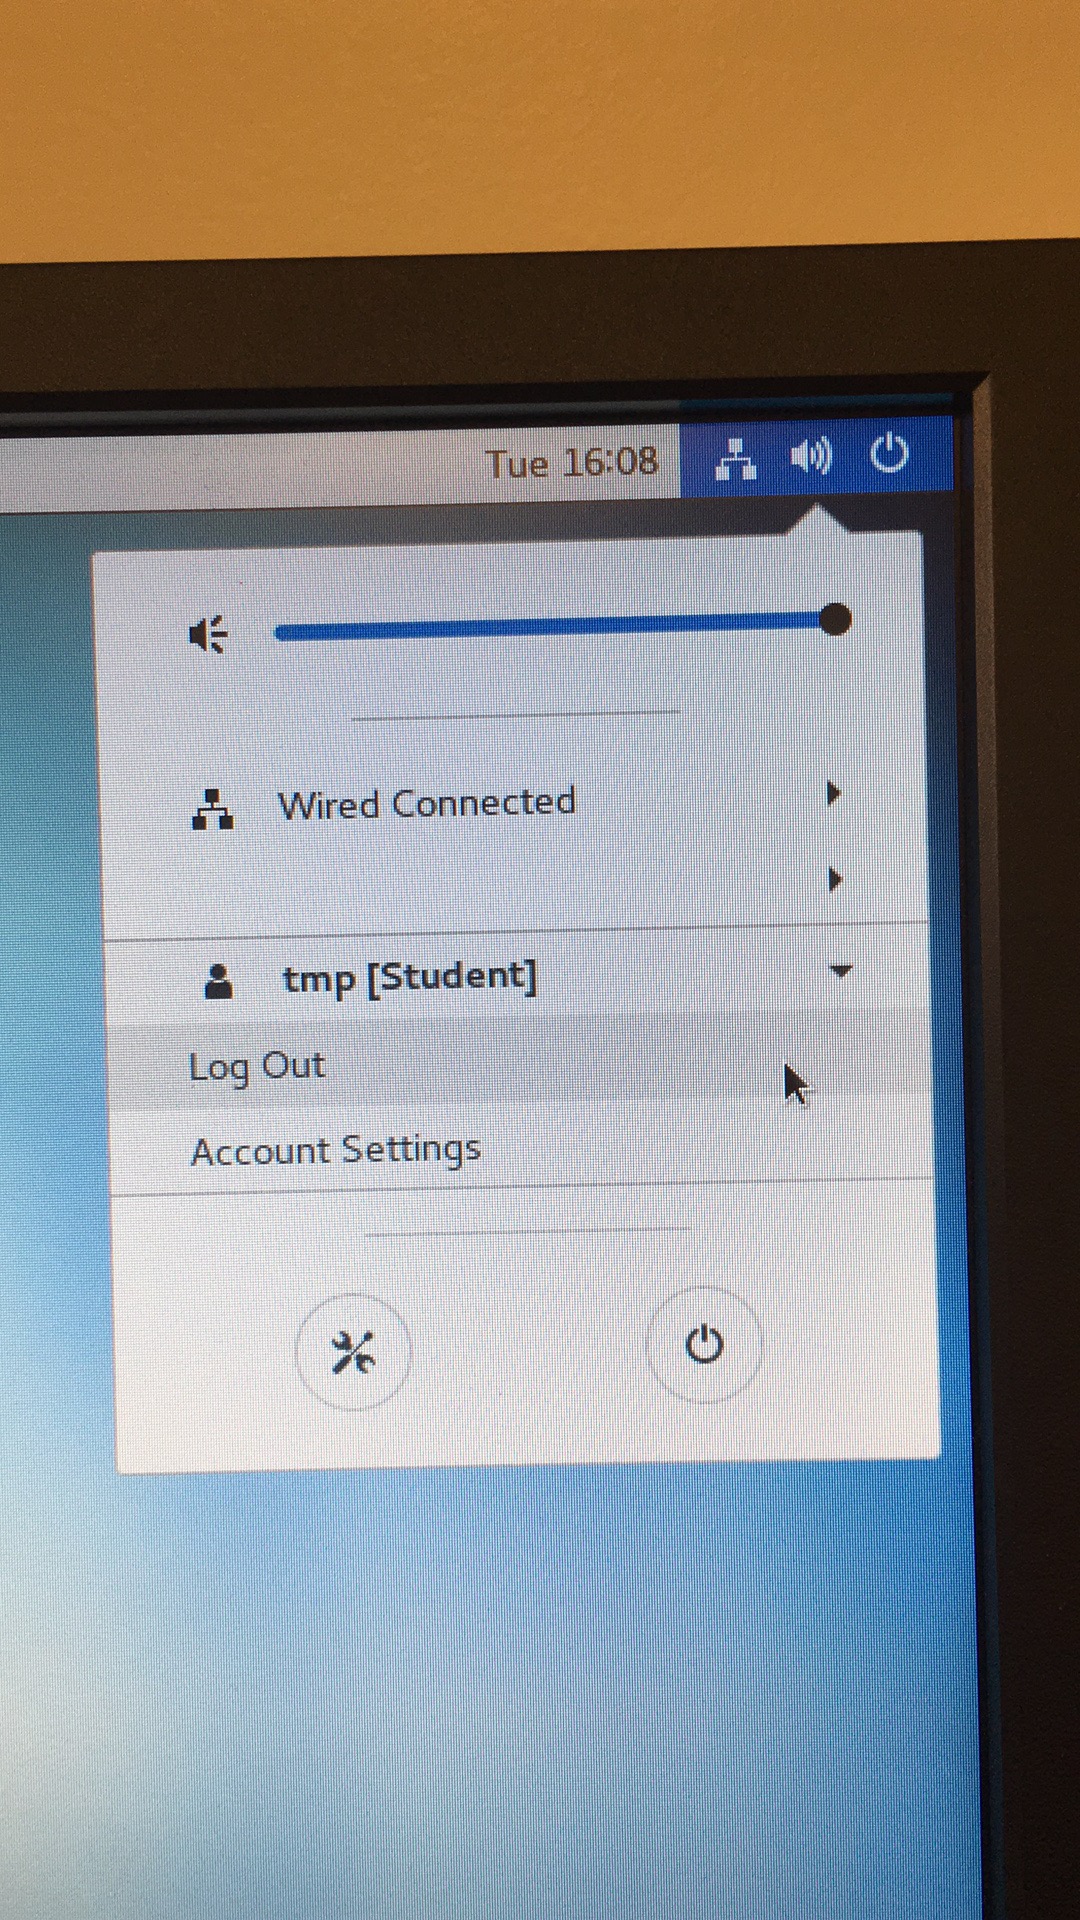 Tue 16:08
Wired Connected
tmp [Student]
Log Out
Account Settings